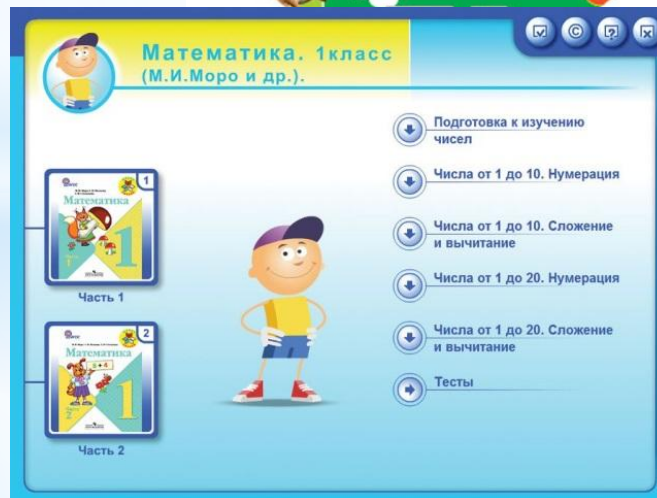 Математика. 1класс
(М.И.Моро и др.).
Подготовка к изучению
чисел
Числа от 1 до 10. Нумерация
Числа от 1 до 10. Сложение
и вычитание
Числа от 1 до 20. Нумерация
Числа от 1 до 20. Сложение
и вычитание
Тесты
1
Математика
1
Часть 1
2
Математика
1
Часть 2